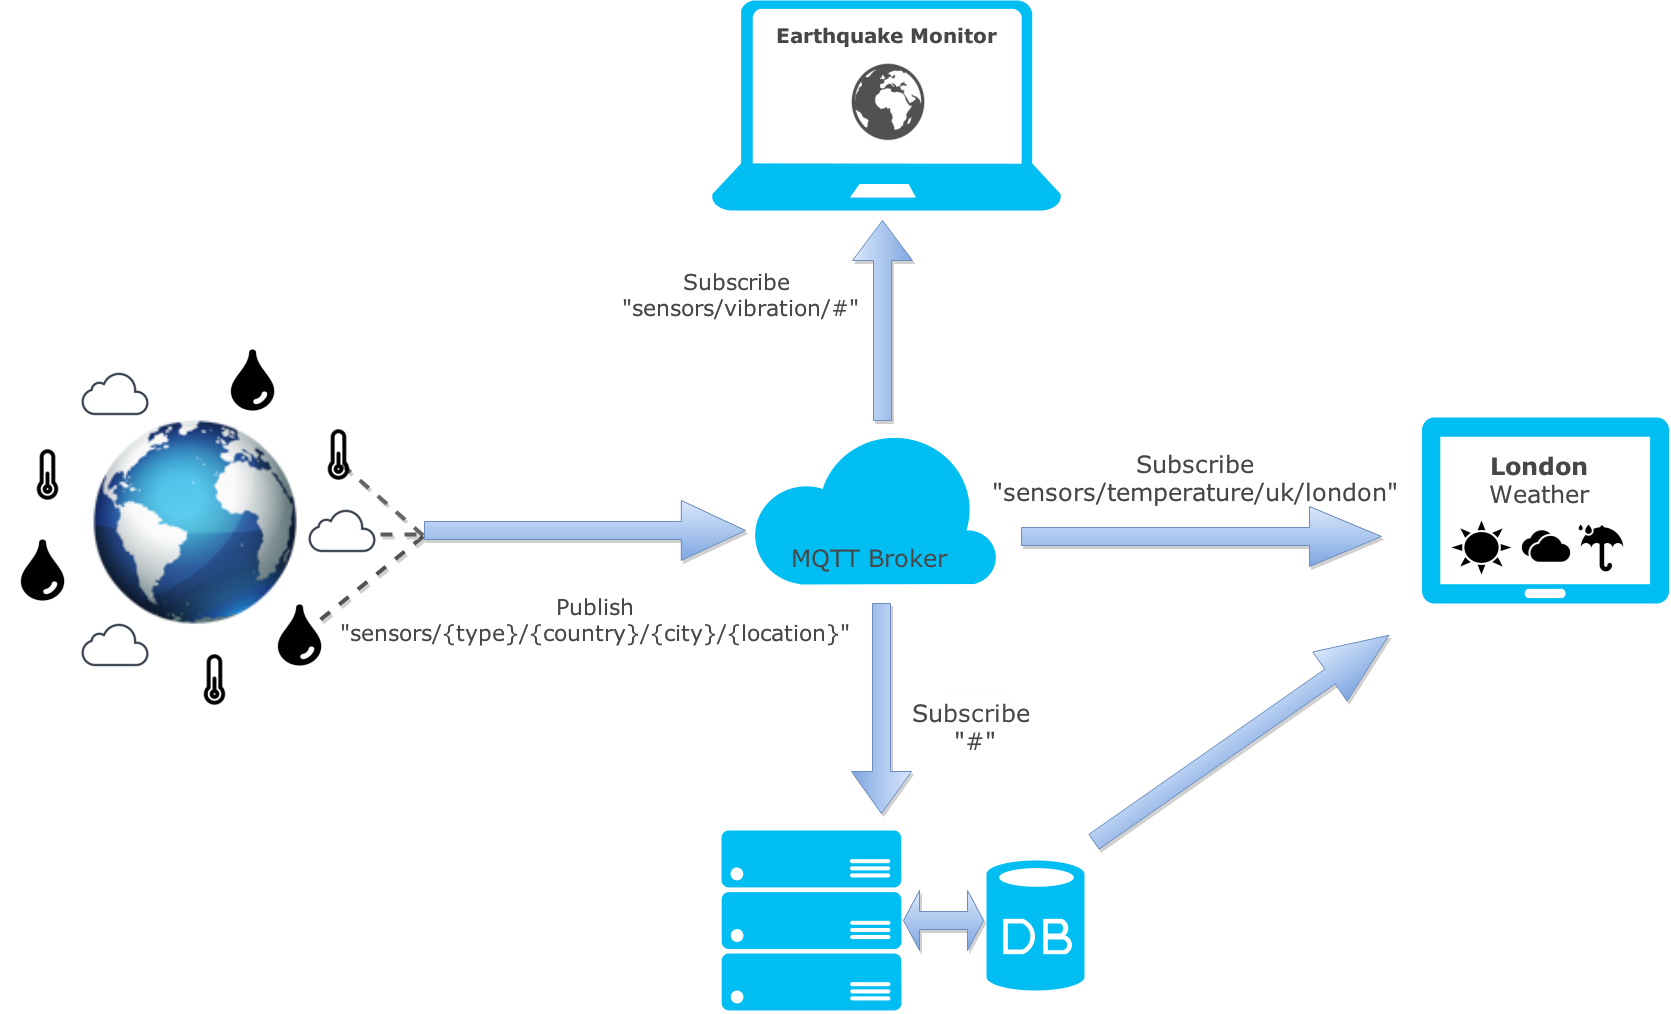 Earthquake Monitor
Subscribe
"sensors/vibration/#"
Subscribe
"sensors/temperature/uk/london"
London
Weather
MQTT Broker
Publish
"sensors/{type}/{country}/{city}/{location}"
Subscribe
"#"
DB